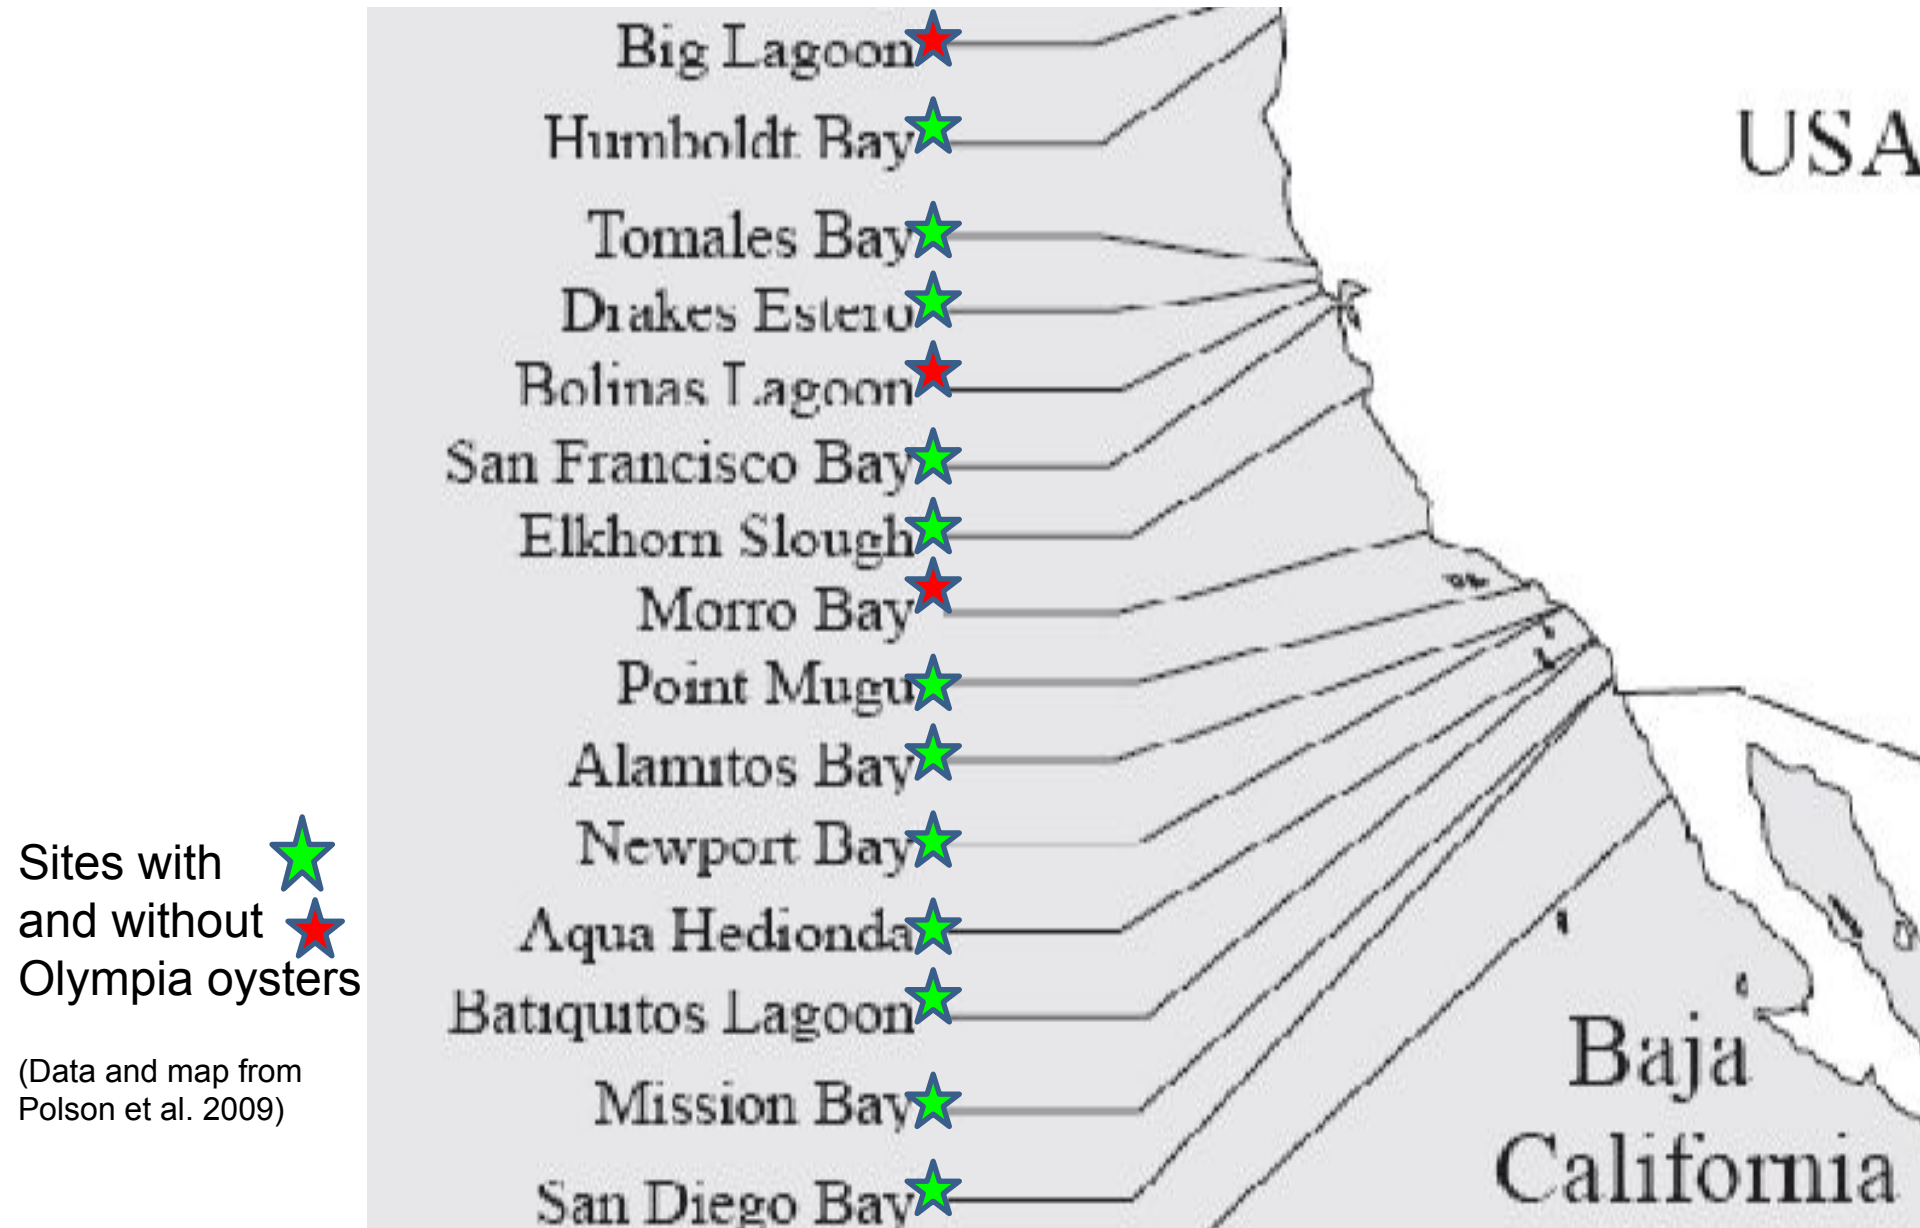 Big Lagoon
Humboldt Bay
USA
Tomales Bay
Drakes Estero
Bolinas Lagoon
San Francisco Bay
Elkhorn Slough
Morro Bay
Point Mugu
Alamitos Bay
Newport Bay
Aqua Hedionda
Batiquitos Lagoon
Mission Bay
San Diego Bay
Baja
California
Sites with
and without
Olympia oysters
(Data and map from
Polson et al. 2009)